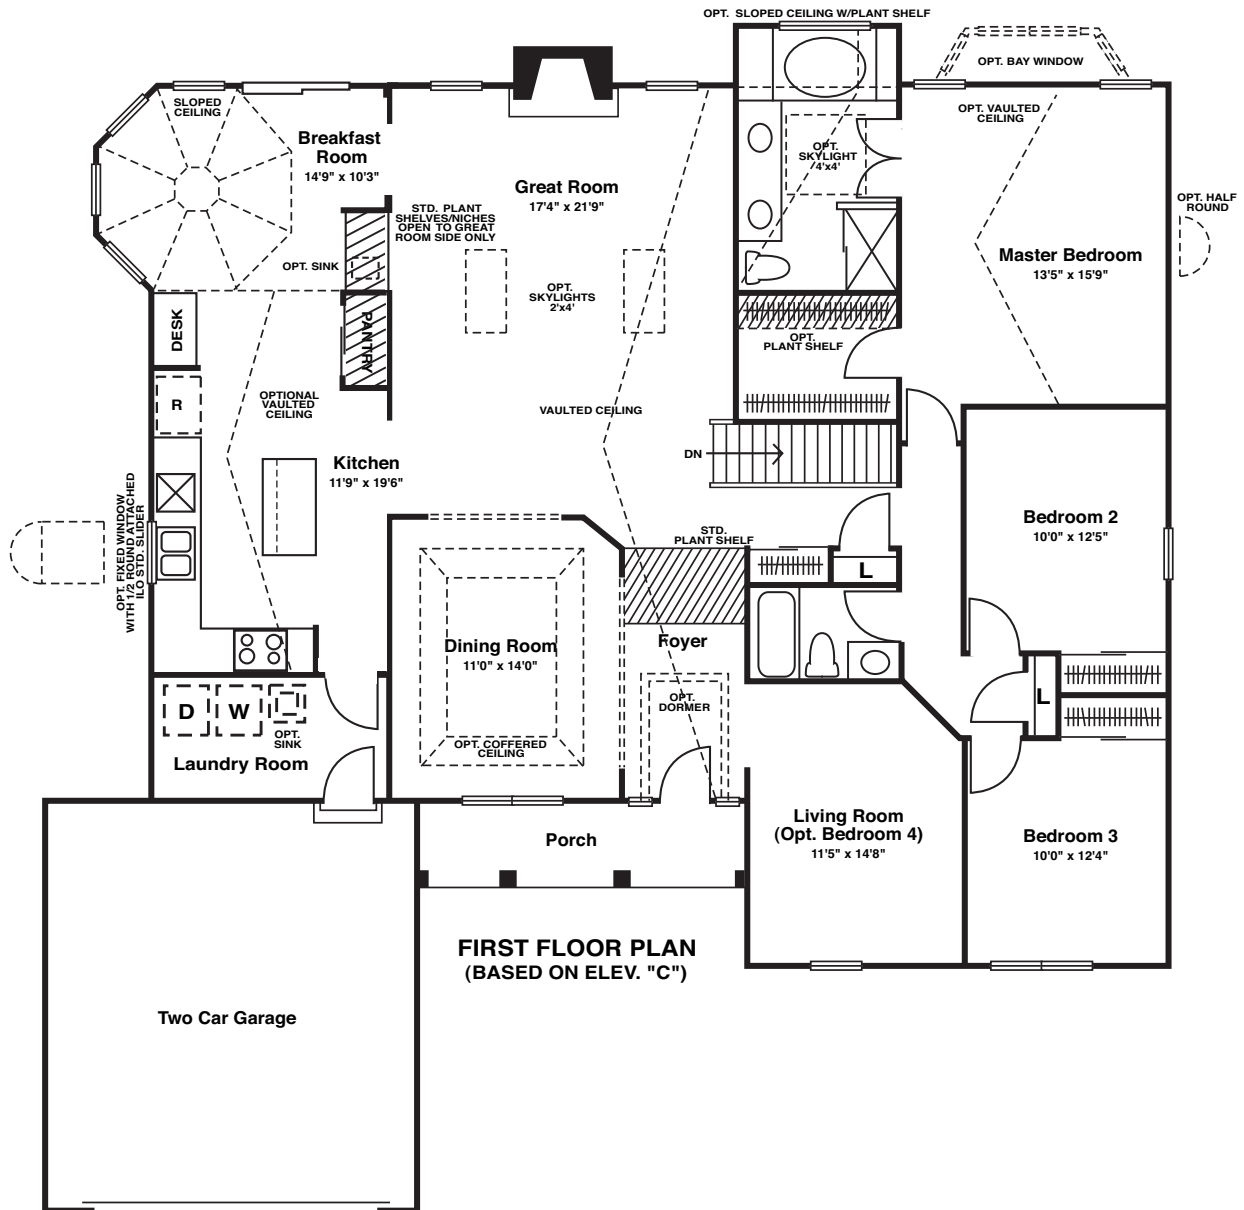 OPT. SLOPED CEILING W/PLANT SHELF
OPT. BAY WINDOW
SLOPED
CEILING
Breakfast
Room
14'9" x 10'3"
Great Room
17'4" x 21'9"
STD. PLANT
SHELVES/NICHES
OPEN TO GREAT
ROOM SIDE ONLY
OPT. SINK
OPT.
SKYLIGHTS
2'x4'
OPT.
SKYLIGHT
4'x4'
OPT. VAULTED
CEILING
Master Bedroom
13'5" x 15'9"
OPT. HALF
ROUND
DESK
PANTRY
OPT.
PLANT SHELF
R
OPTIONAL
VAULTED
CEILING
VAULTED CEILING
DN
Kitchen
11'9" x 19'6"
OPT. FIXED WINDOW
WITH 1/2 ROUND ATTACHED
ILO STD. SLIDER
STD.
PLANT SHELF
L
Bedroom 2
10'0" x 12'5"
Dining Room
11'0" x 14'0"
Foyer
OPT.
DORMER
OPT. COFFERED
CEILING
D
W
OPT.
SINK
Laundry Room
L
Porch
Living Room
(Opt. Bedroom 4)
11'5" x 14'8"
Bedroom 3
10'0" x 12'4"
FIRST FLOOR PLAN
(BASED ON ELEV. "C")
Two Car Garage